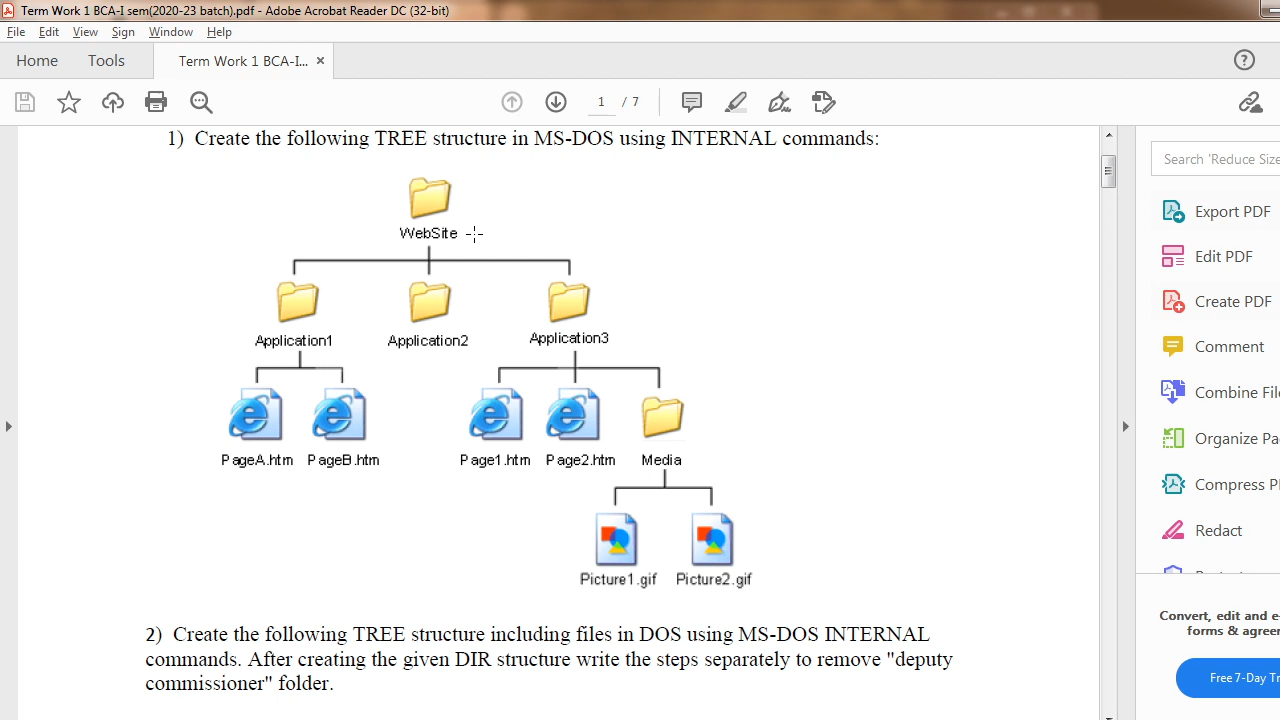 Term Work 1 BCA-I sem(2020-23 batch).pdf - Adobe Acrobat Reader DC (32-bit)
File Edit View Sign Window Help
Home Tools Term Work 1 BCA-I... ×
1 / 7
Search 'Reduce Size
1) Create the following TREE structure in MS-DOS using INTERNAL commands:
WebSite
Application1 Application2 Application3
PageA.htm PageB.htm Page1.htm Page2.htm Media
Picture1.gif Picture2.gif
2) Create the following TREE structure including files in DOS using MS-DOS INTERNAL
commands. After creating the given DIR structure write the steps separately to remove "deputy
commissioner" folder.
Export PDF
Edit PDF
Create PDF
Comment
Combine File
Organize Pa
Compress P
Redact
Convert, edit and e-
forms & agree
Free 7-Day Tr